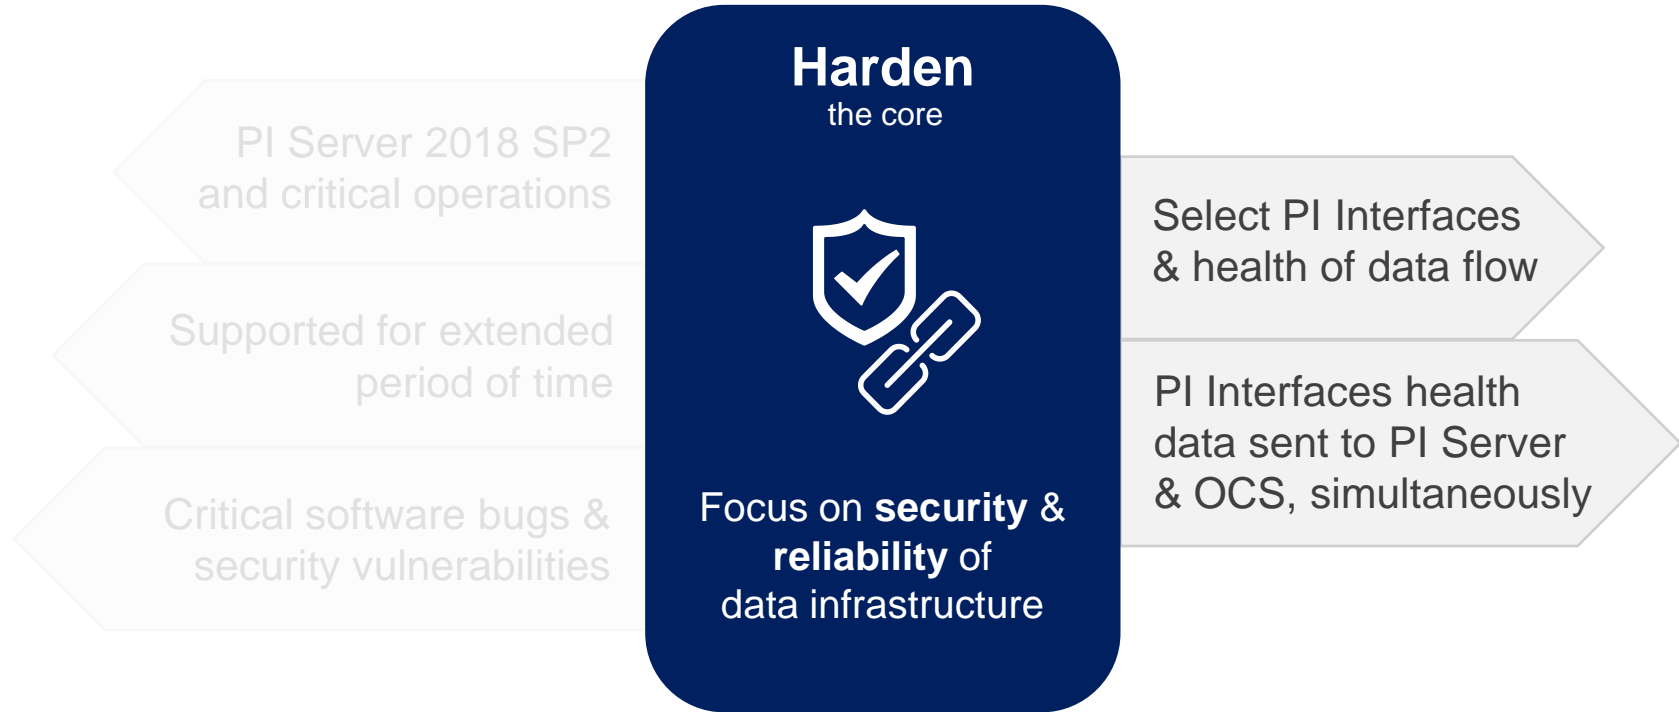 PI Server 2018 SP2
and critical operations
Supported for extended
period of time
Critical software bugs &
security vulnerabilities
Harden
the core
Focus on security &
reliability of
data infrastructure
Select PI Interfaces
& health of data flow
PI Interfaces health
data sent to PI Server
& OCS, simultaneously